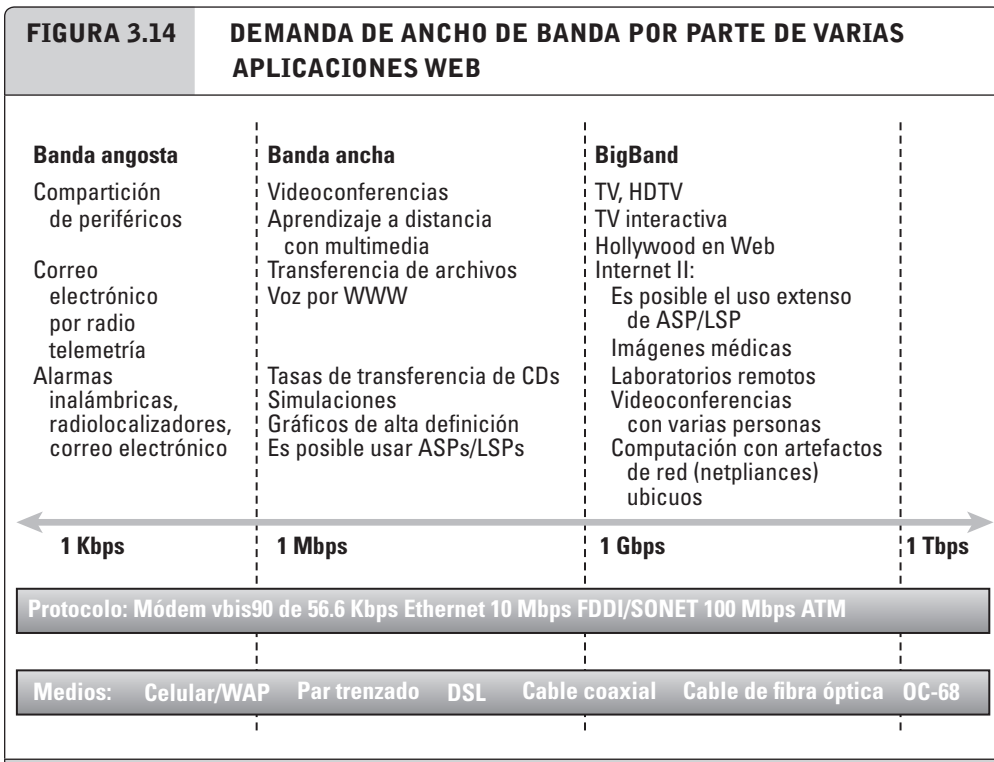 FIGURA 3.14
DEMANDA DE ANCHO DE BANDA POR PARTE DE VARIAS
APLICACIONES WEB
Banda angosta
Compartición
de periféricos
Correo
electrónico
por radio
telemetría
Alarmas
inalámbricas,
radiolocalizadores,
correo electrónico
Banda ancha
Videoconferencias
Aprendizaje a distancia
con multimedia
Transferencia de archivos
Voz por WWW
Tasas de transferencia de CDs
Simulaciones
Gráficos de alta definición
Es posible usar ASPs/LSPs
BigBand
TV, HDTV
TV interactiva
Hollywood en Web
Internet II:
Es posible el uso extenso
de ASP/LSP
Imágenes médicas
Laboratorios remotos
Videoconferencias
con varias personas
Computación con artefactos
de red (netpliances)
ubicuos
1 Kbps 1 Mbps 1 Gbps 1 Tbps
Protocolo: Módem vbis90 de 56.6 Kbps Ethernet 10 Mbps FDDI/SONET 100 Mbps ATM
Medios: Celular/WAP Par trenzado DSL Cable coaxial Cable de fibra óptica OC-68